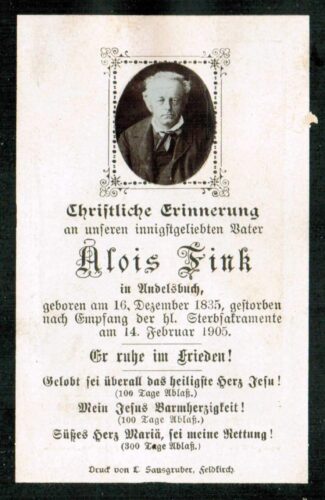 Christliche Erinnerung
an unseren innigstgeliebten Vater
Alois Fink
in Andelsbuch,
geboren am 16. Dezember 1835, gestorben
nach Empfang der hl. Sterbsakramente
am 14. Februar 1905.
Er ruhe im Frieden!
Gelobt sei überall das heiligste Herz Jesu!
(100 Tage Ablaß.)
Mein Jesus Barmherzigkeit!
(100 Tage Ablaß.)
Süßes Herz Mariä, sei meine Rettung!
(300 Tage Ablaß.)
Druck von L. Sausgruber, Feldkirch.